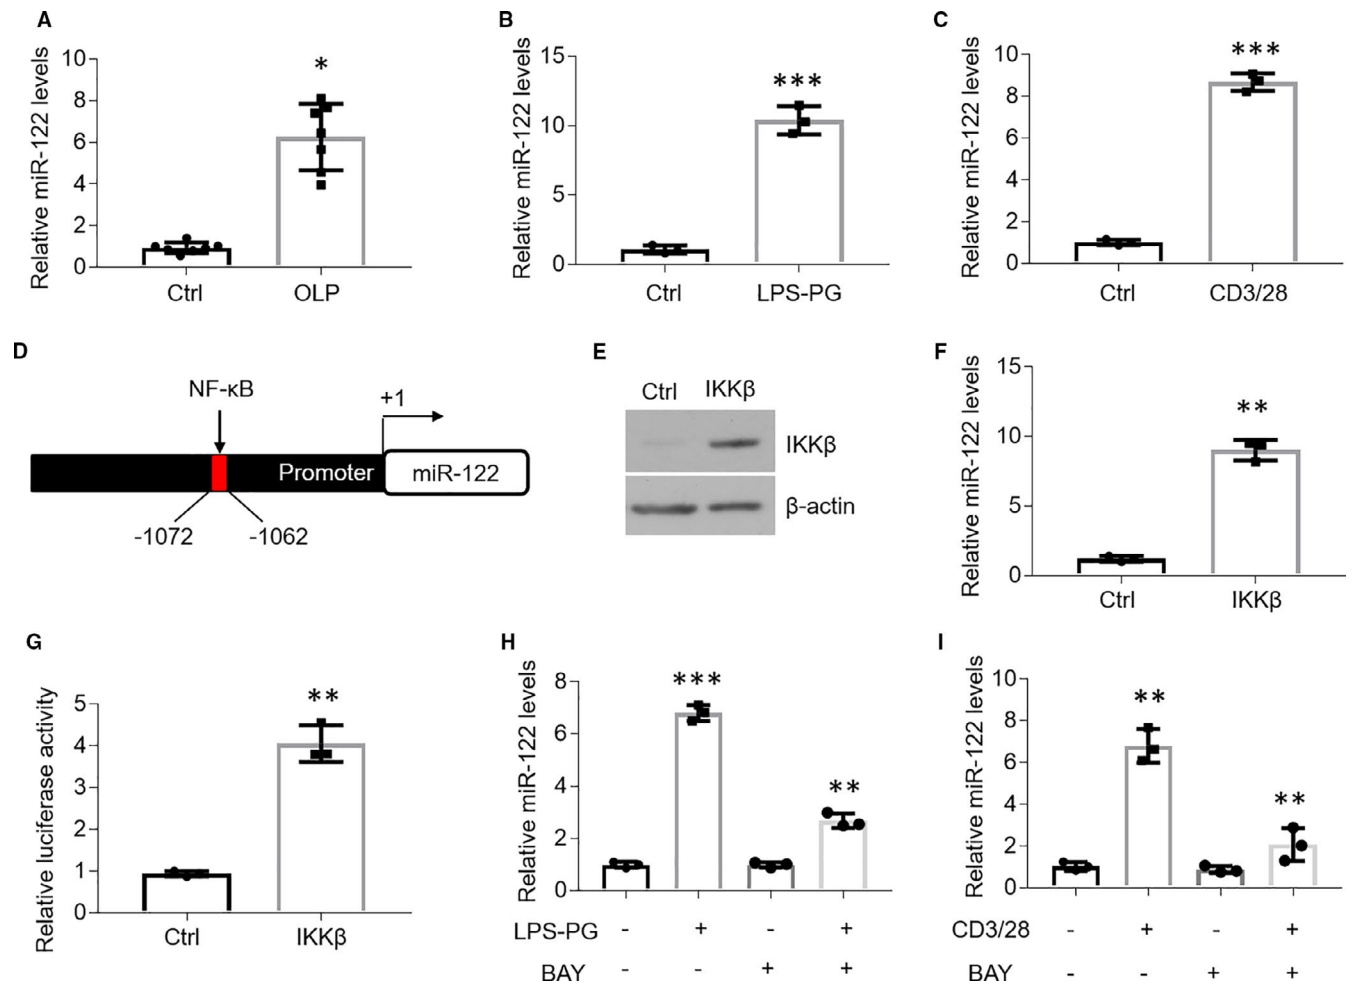 A
Relative miR-122 levels
10
8
6
4
2
0
*
Ctrl
OLP
B
Relative miR-122 levels
15
10
5
0
***
Ctrl
LPS-PG
C
Relative miR-122 levels
10
8
6
4
2
0
***
Ctrl
CD3/28
D
NF-κB
+1
Promoter
miR-122
-1072
-1062
E
Ctrl
IKKβ
IKKβ
β-actin
F
Relative miR-122 levels
15
10
5
0
**
Ctrl
IKKβ
G
Relative luciferase activity
5
4
3
2
1
0
**
Ctrl
IKKβ
H
Relative miR-122 levels
8
6
4
2
0
***
**
LPS-PG - + - +
BAY - - + +
I
Relative miR-122 levels
10
8
6
4
2
0
**
**
CD3/28 - + - +
BAY - - + +